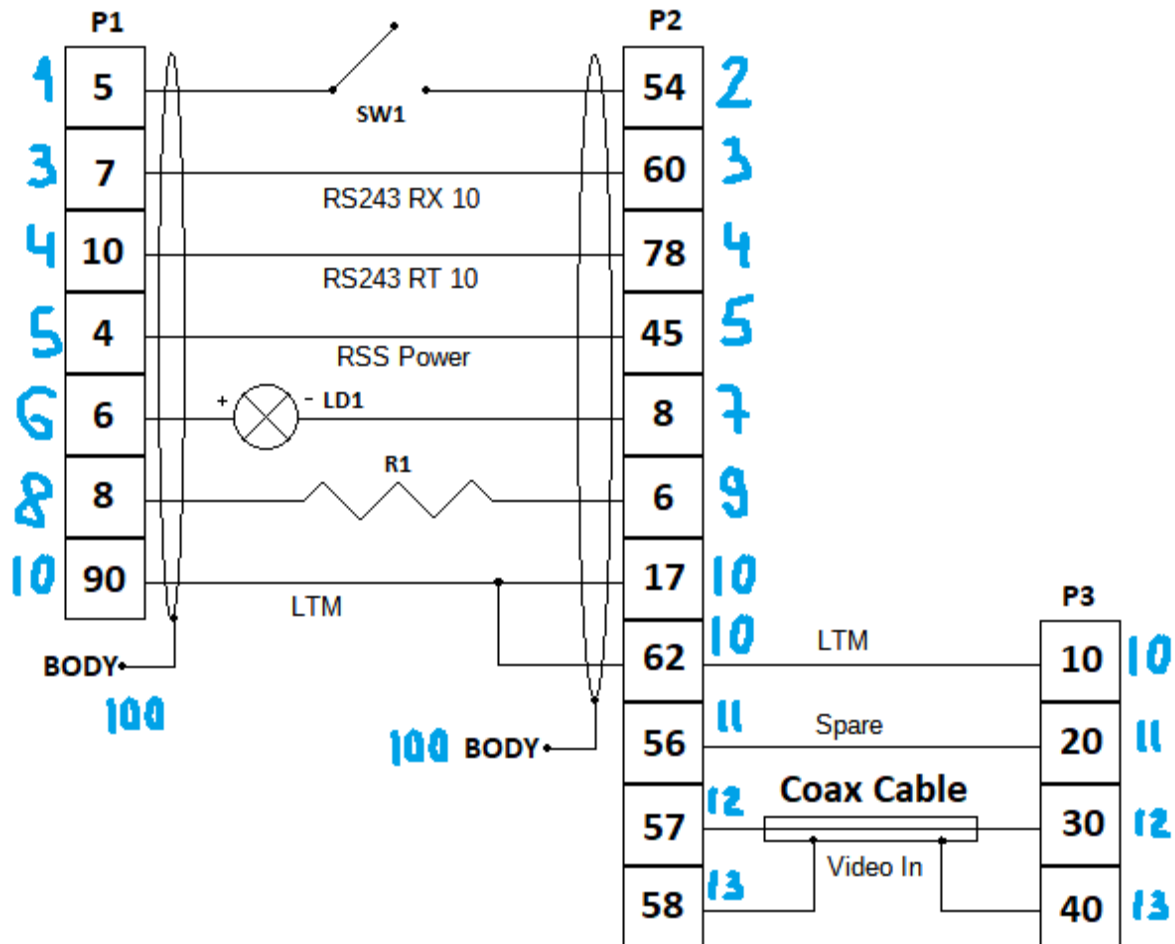 P1 P2
1 5 SW1 54 2
3 7 RS243 RX 10 60 3
4 10 RS243 RT 10 78 4
5 4 RSS Power 45 5
6 6 + - LD1 8 7
8 8 R1 6 9
10 90 LTM 17 10
P3
BODY 62 10 LTM 10 10
100
100 BODY 56 11 Spare 20 11
Coax Cable
57 12 30 12
Video In
58 13 40 13